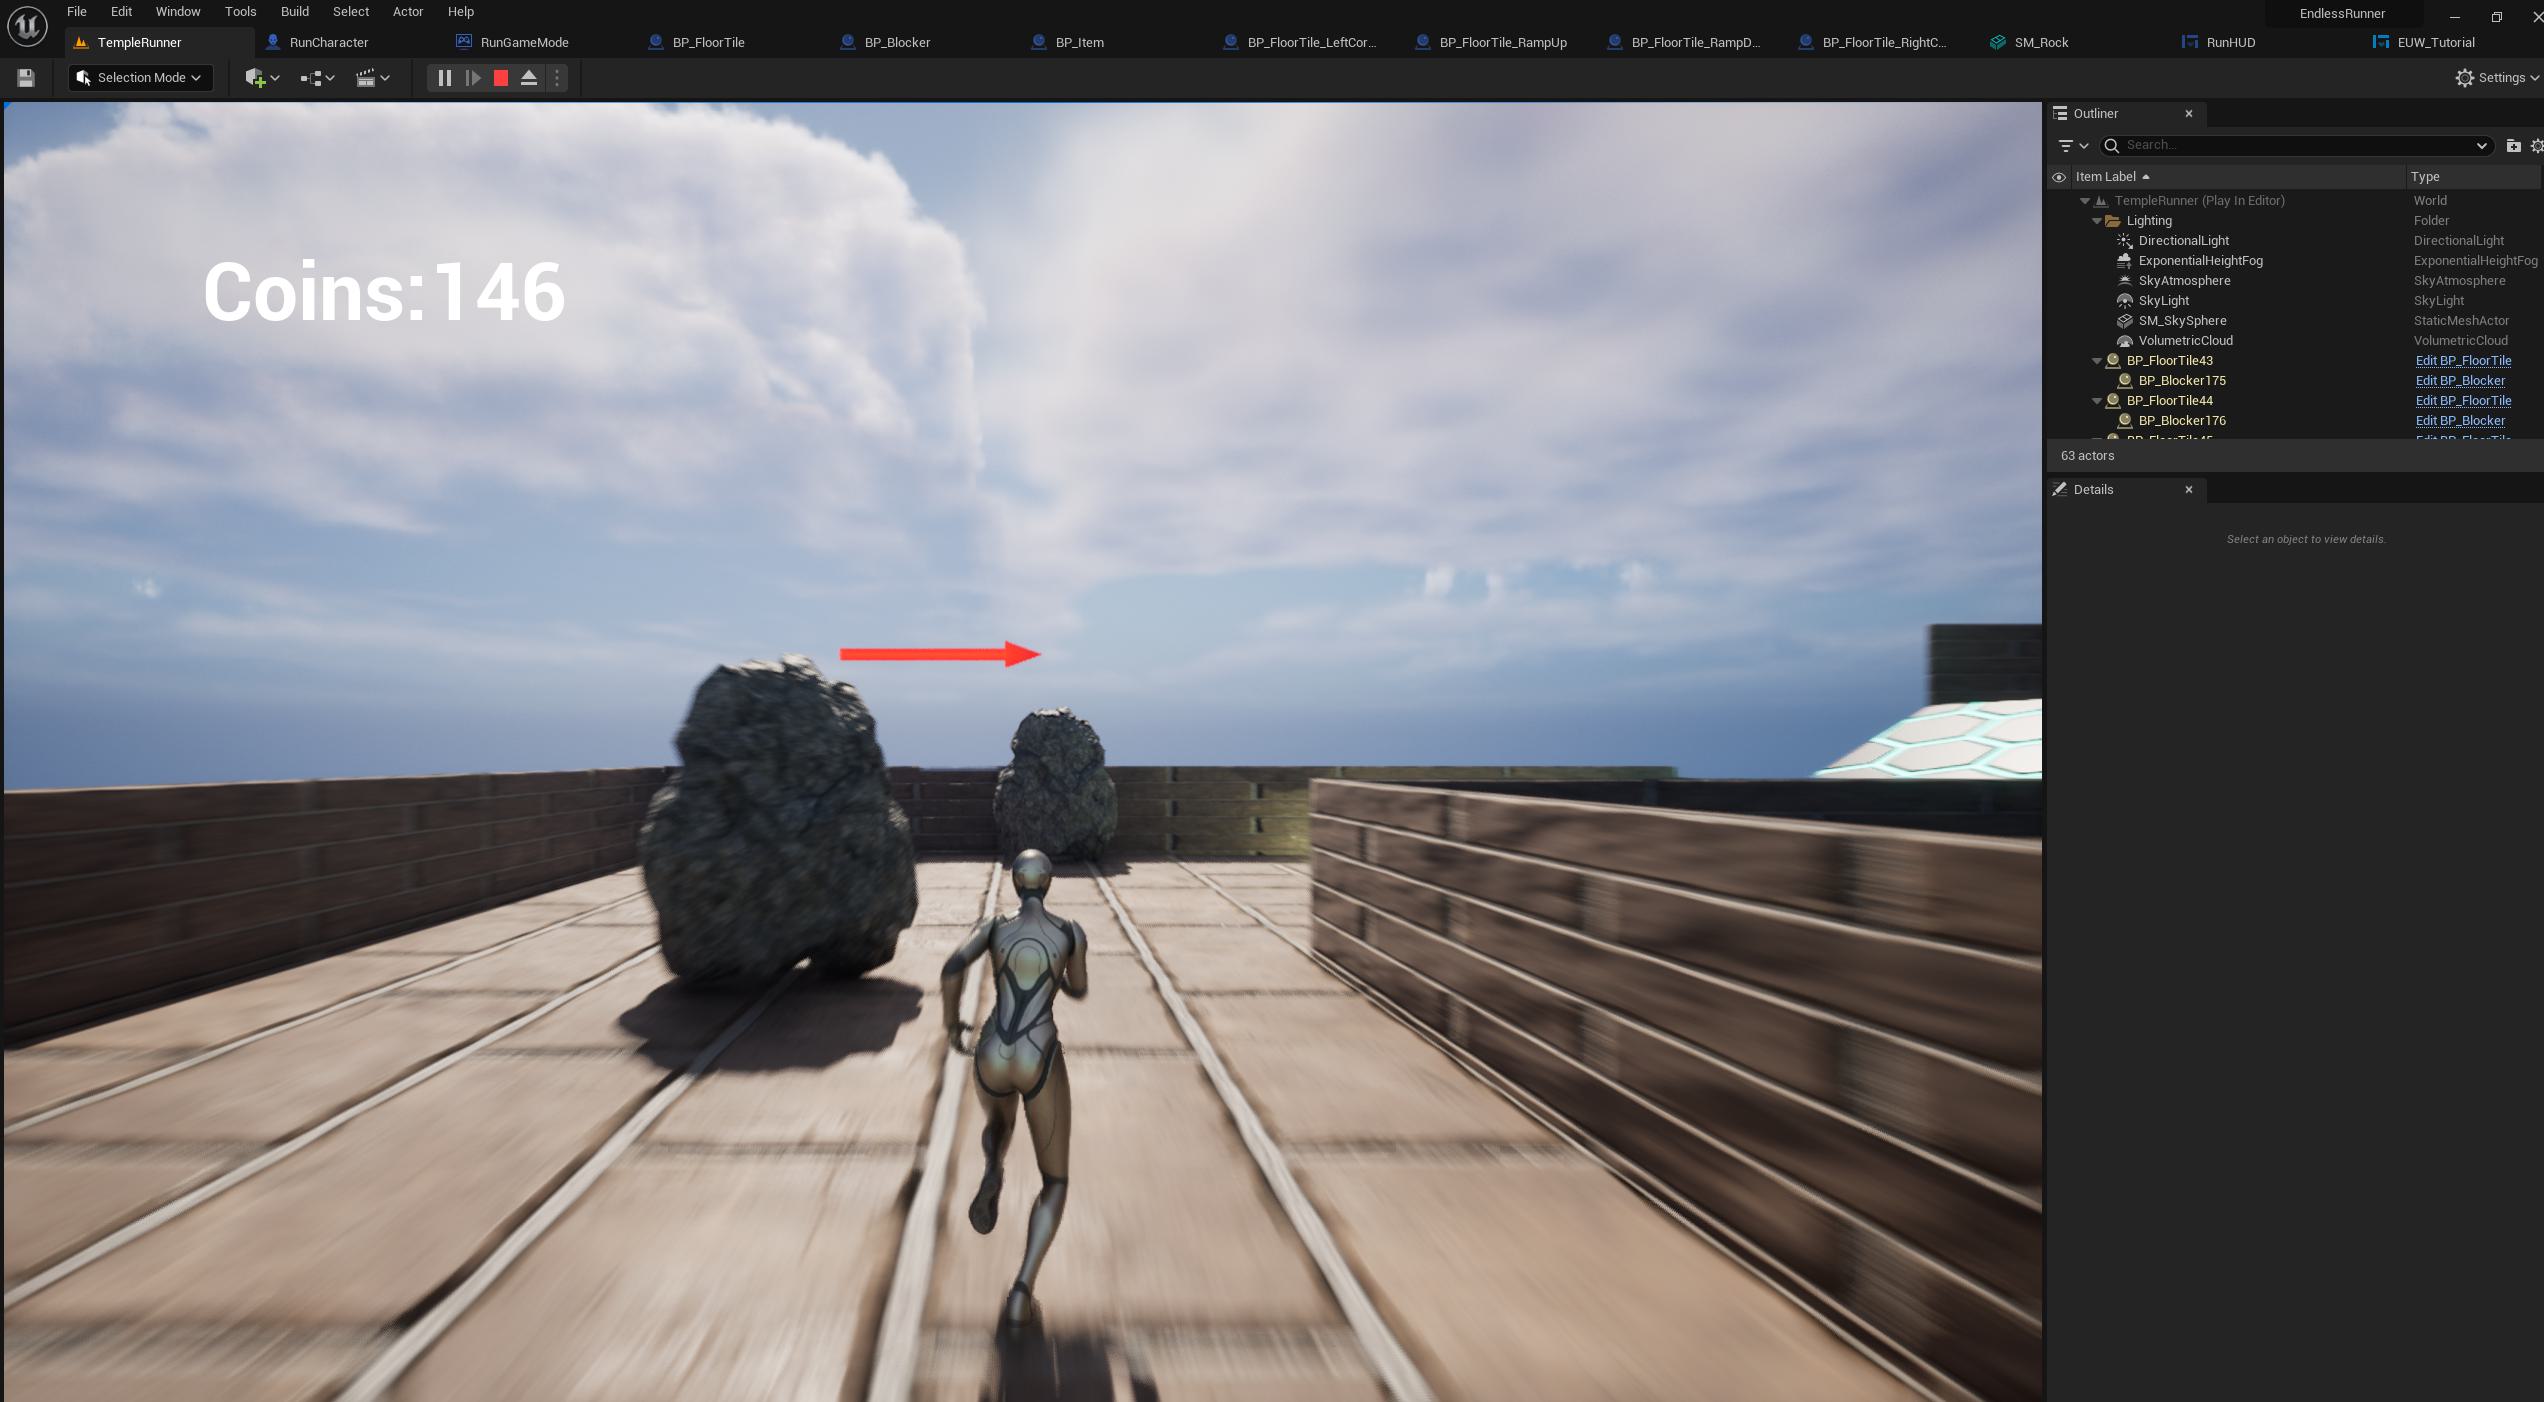 File Edit Window Tools Build Select Actor Help
EndlessRunner
TempleRunner RunCharacter RunGameMode BP_FloorTile BP_Blocker BP_Item BP_FloorTile_LeftCor... BP_FloorTile_RampUp BP_FloorTile_RampD... BP_FloorTile_RightC... SM_Rock RunHUD EUW_Tutorial
Selection Mode
Settings
Coins:146
Outliner
Search...
Item Label Type
TempleRunner (Play In Editor) World
Lighting Folder
DirectionalLight DirectionalLight
ExponentialHeightFog ExponentialHeightFog
SkyAtmosphere SkyAtmosphere
SkyLight SkyLight
SM_SkySphere StaticMeshActor
VolumetricCloud VolumetricCloud
BP_FloorTile43 Edit BP_FloorTile
BP_Blocker175 Edit BP_Blocker
BP_FloorTile44 Edit BP_FloorTile
BP_Blocker176 Edit BP_Blocker
63 actors
Details
Select an object to view details.